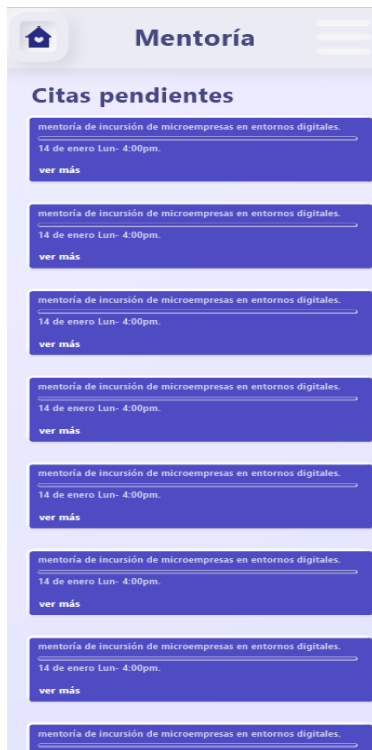 Mentoría
Citas pendientes
mentoría de incursión de microempresas en entornos digitales.
14 de enero Lun- 4:00pm.
ver más
mentoría de incursión de microempresas en entornos digitales.
14 de enero Lun- 4:00pm.
ver más
mentoría de incursión de microempresas en entornos digitales.
14 de enero Lun- 4:00pm.
ver más
mentoría de incursión de microempresas en entornos digitales.
14 de enero Lun- 4:00pm.
ver más
mentoría de incursión de microempresas en entornos digitales.
14 de enero Lun- 4:00pm.
ver más
mentoría de incursión de microempresas en entornos digitales.
14 de enero Lun- 4:00pm.
ver más
mentoría de incursión de microempresas en entornos digitales.
14 de enero Lun- 4:00pm.
ver más
mentoría de incursión de microempresas en entornos digitales.